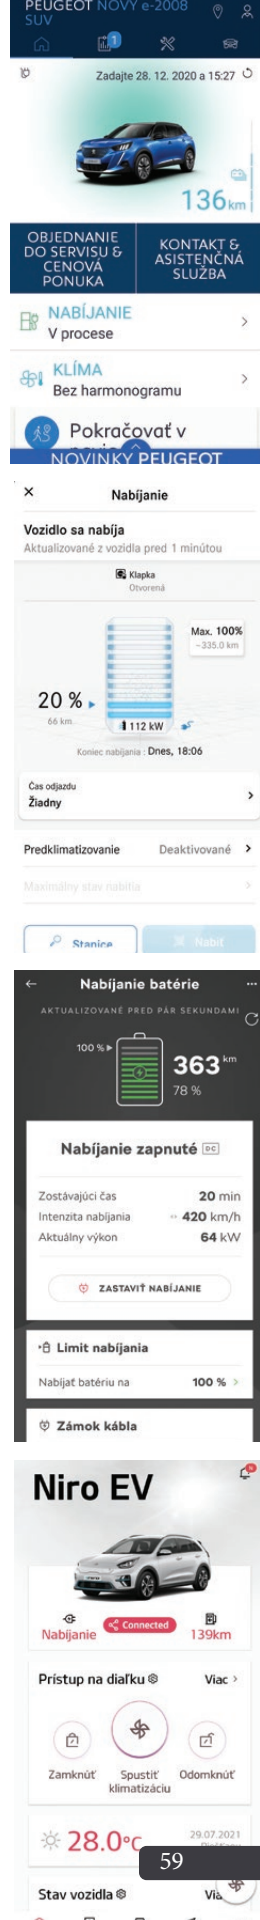 PEUGEOT NOVÝ e-2008
SUV
1
Zadajte 28. 12. 2020 a 15:27
136 km
OBJEDNANIE
DO SERVISU &
CENOVÁ
PONUKA
KONTAKT &
ASISTENČNÁ
SLUŽBA
NABÍJANIE
V procese
KLÍMA
Bez harmonogramu
Pokračovať v
NOVINKY PEUGEOT
Nabíjanie
Vozidlo sa nabíja
Aktualizované z vozidla pred 1 minútou
Klapka
Otvorená
Max. 100%
~335.0 km
20 %
66 km
112 kW
Koniec nabíjania : Dnes, 18:06
Čas odjazdu
Žiadny
Predklimatizovanie Deaktivované
Maximálny stav nabitia
Stanice
Nabiť
Nabíjanie batérie
AKTUALIZOVANÉ PRED PÁR SEKUNDAMI
100 %
363 km
78 %
Nabíjanie zapnuté DC
Zostávajúci čas 20 min
Intenzita nabíjania 420 km/h
Aktuálny výkon 64 kW
ZASTAVIŤ NABÍJANIE
Limit nabíjania
Nabíjať batériu na 100 %
Zámok kábla
Niro EV
Nabíjanie
Connected
139km
Prístup na diaľku Viac
Zamknúť
Spustiť
klimatizáciu
Odomknúť
28.0°C
29.07.2021
59
Stav vozidla